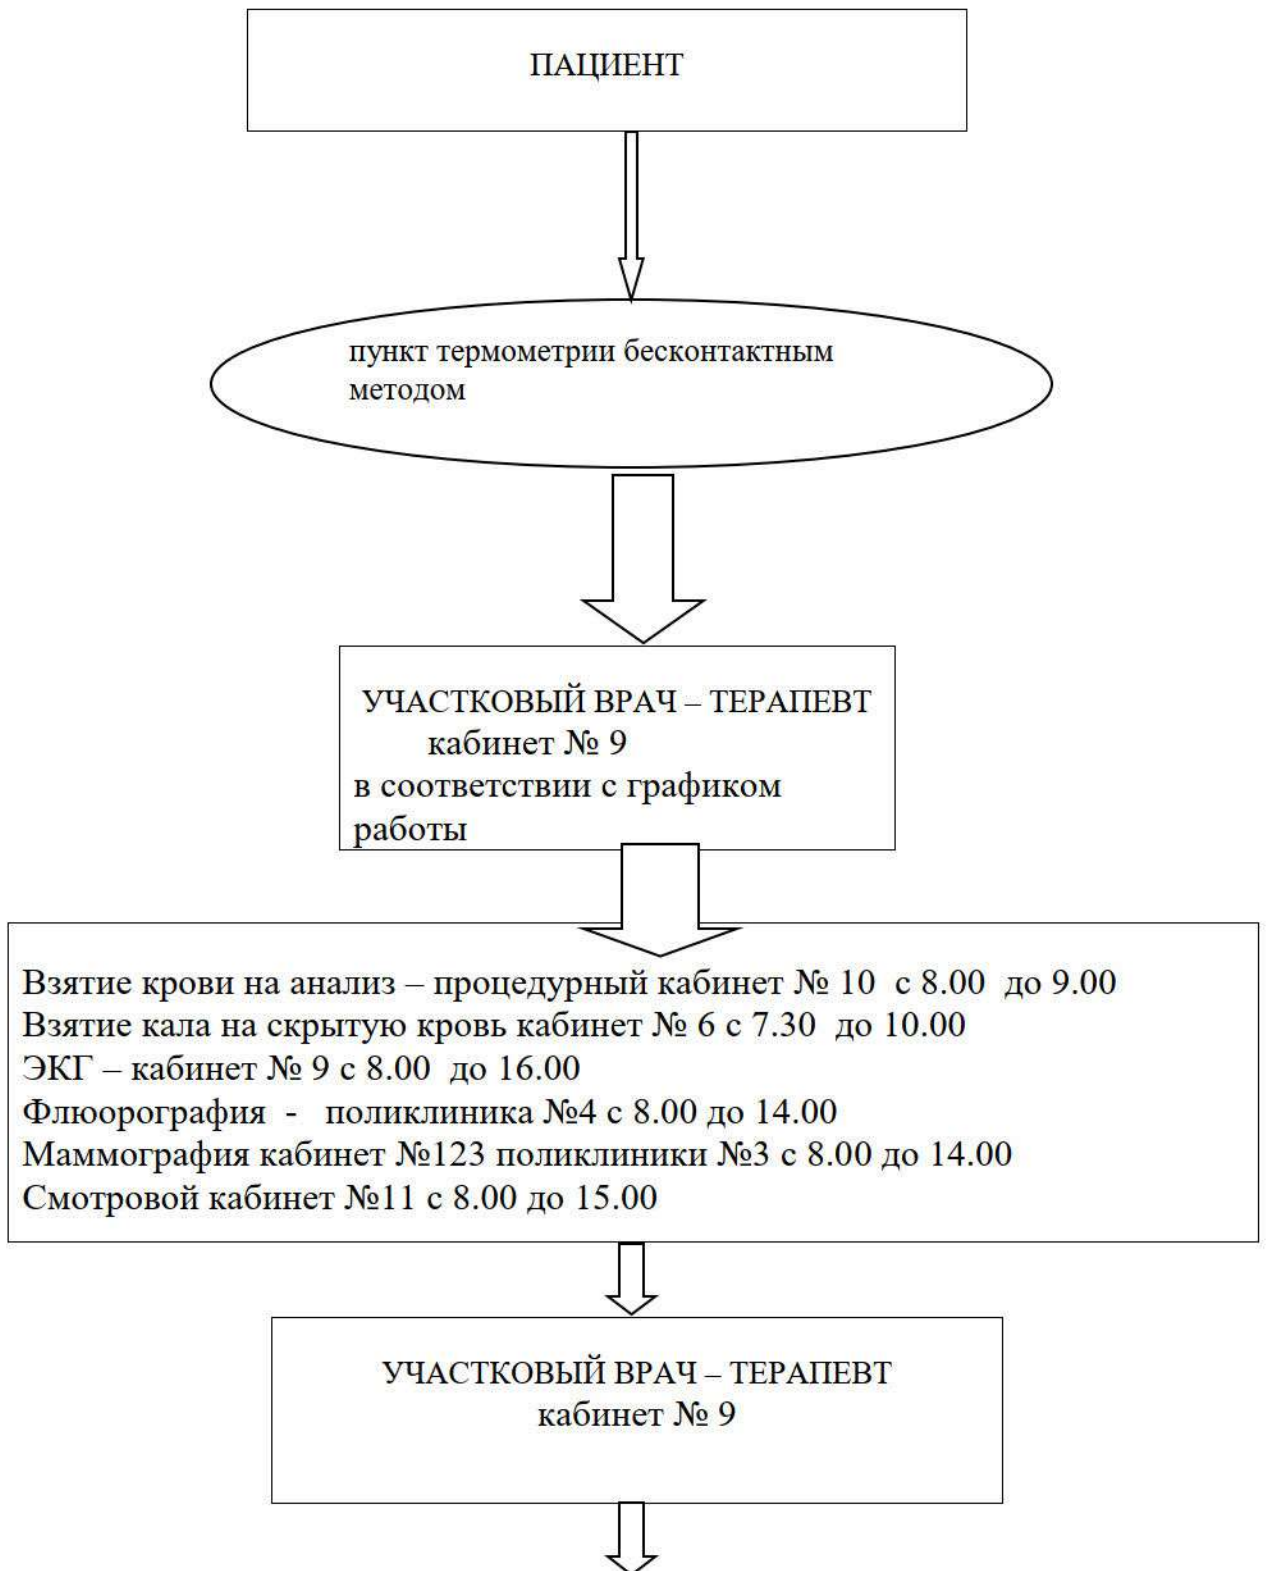 ПАЦИЕНТ
пункт термометрии бесконтактным
методом
УЧАСТКОВЫЙ ВРАЧ – ТЕРАПЕВТ
кабинет № 9
в соответствии с графиком
работы
Взятие крови на анализ – процедурный кабинет № 10 с 8.00 до 9.00
Взятие кала на скрытую кровь кабинет № 6 с 7.30 до 10.00
ЭКГ – кабинет № 9 с 8.00 до 16.00
Флюорография - поликлиника №4 с 8.00 до 14.00
Маммография кабинет №123 поликлиники №3 с 8.00 до 14.00
Смотровой кабинет №11 с 8.00 до 15.00
УЧАСТКОВЫЙ ВРАЧ – ТЕРАПЕВТ
кабинет № 9